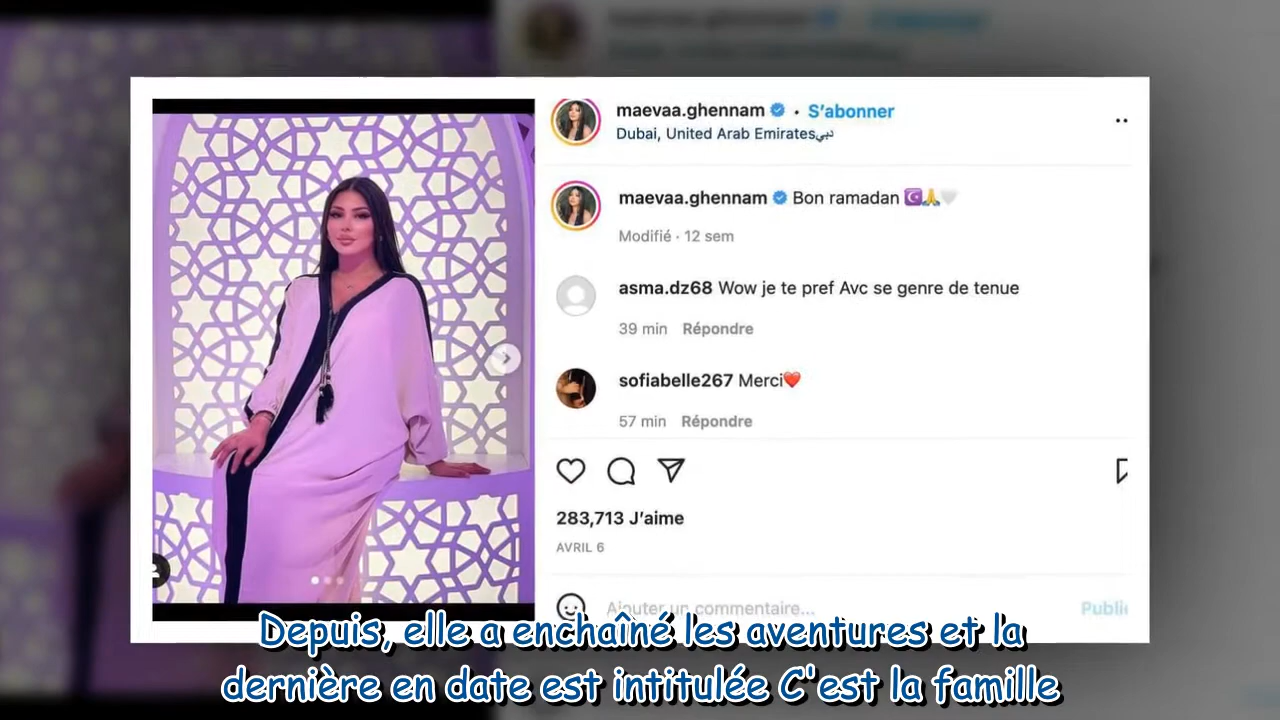 maevaa.ghennam • S'abonner
Dubai, United Arab Emiratesدبي
maevaa.ghennam Bon ramadan ☪️🙏🤍
Modifié · 12 sem
asma.dz68 Wow je te pref Avc se genre de tenue
39 min Répondre
sofiabelle267 Merci❤️
57 min Répondre
283,713 J'aime
AVRIL 6
Ajouter un commentaire...
Depuis, elle a enchaîné les aventures et la
dernière en date est intitulée C'est la famille